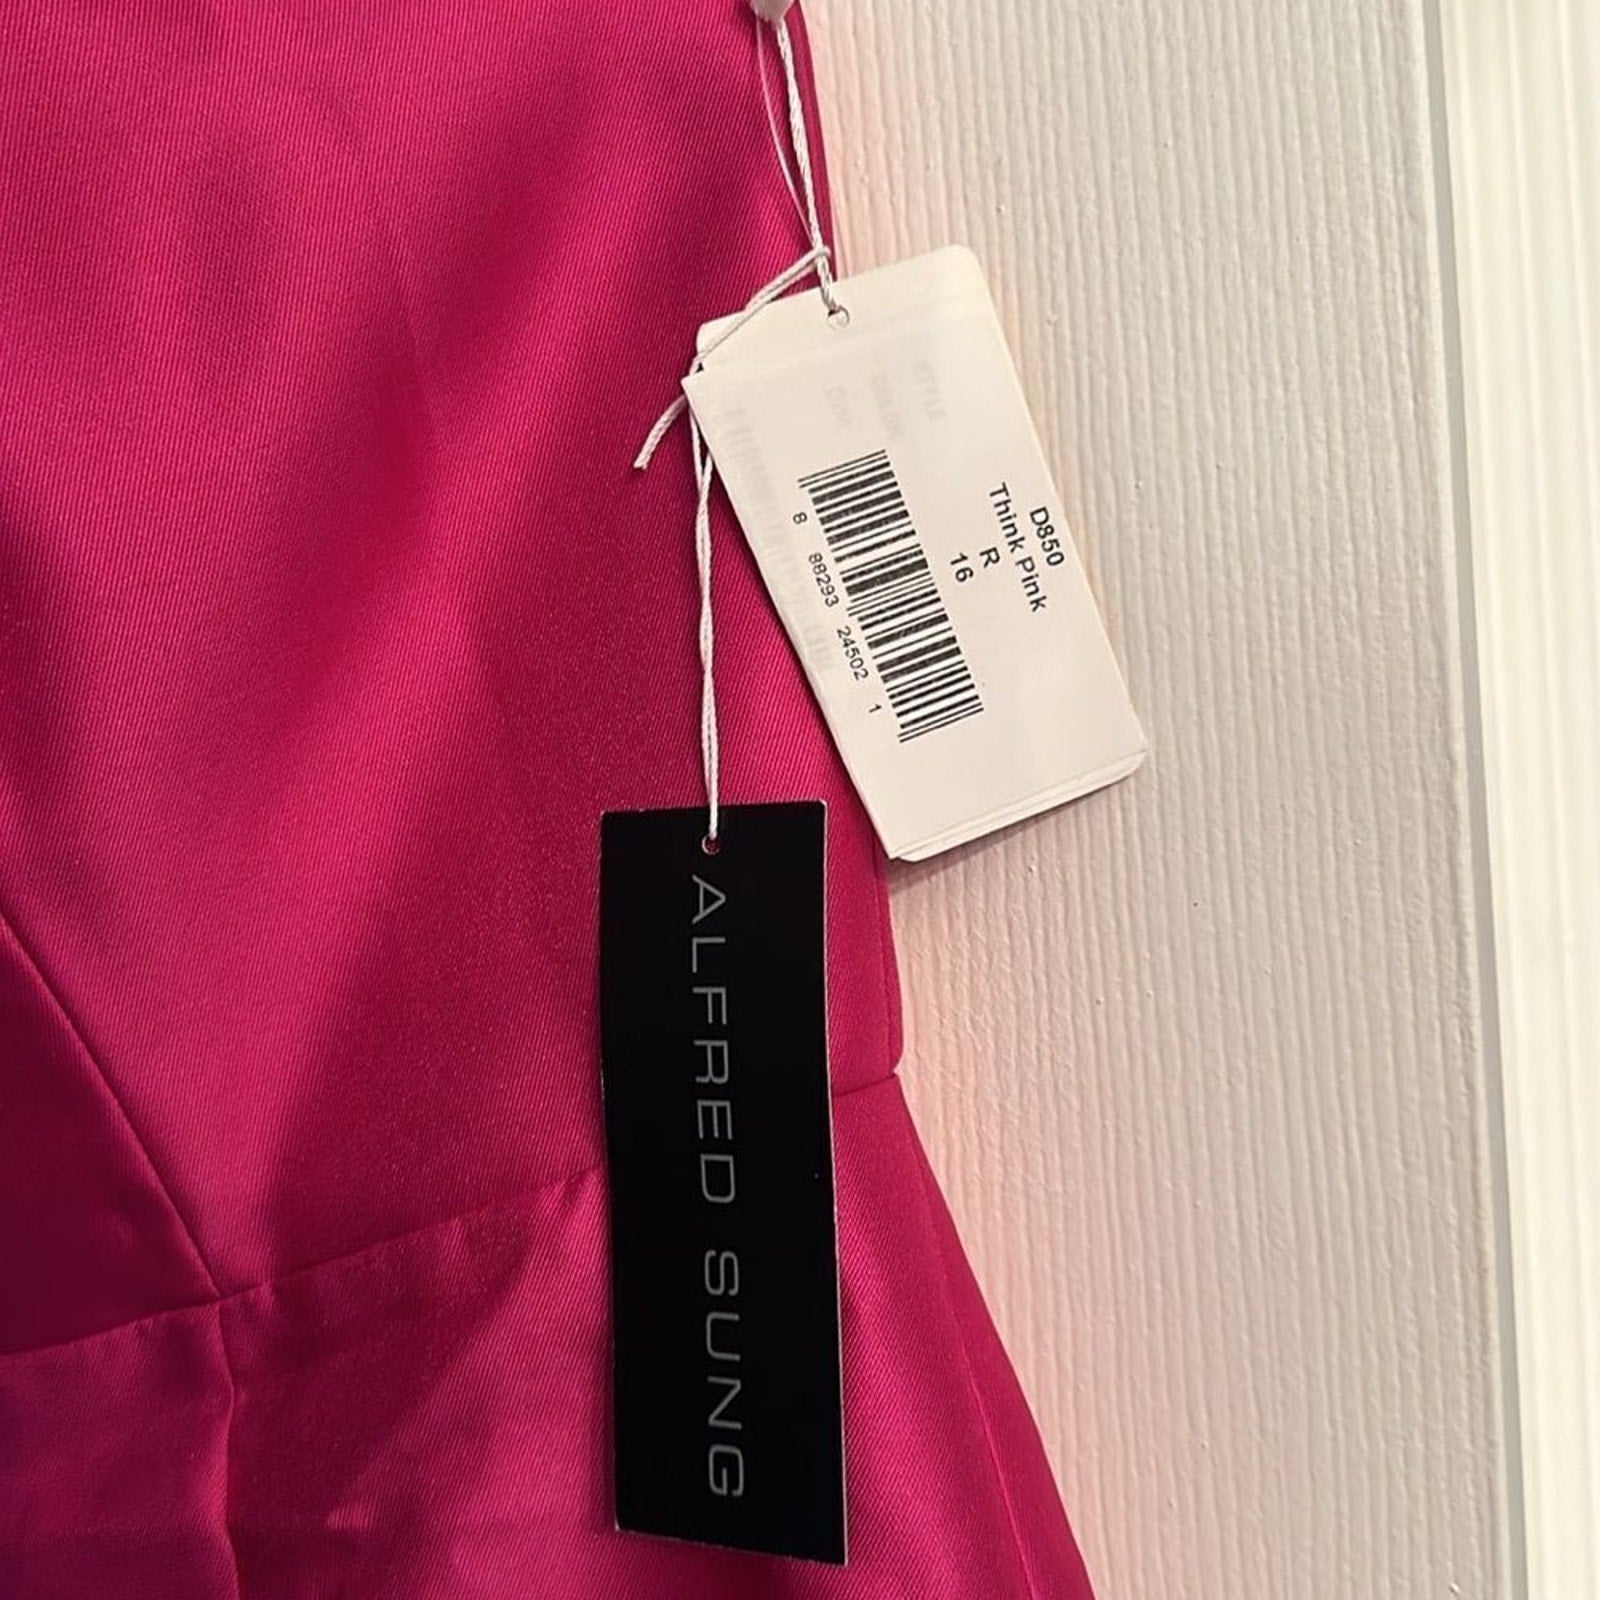 D850
Think Pink
R
16
8 88293 24502 1
ALFRED SUNG